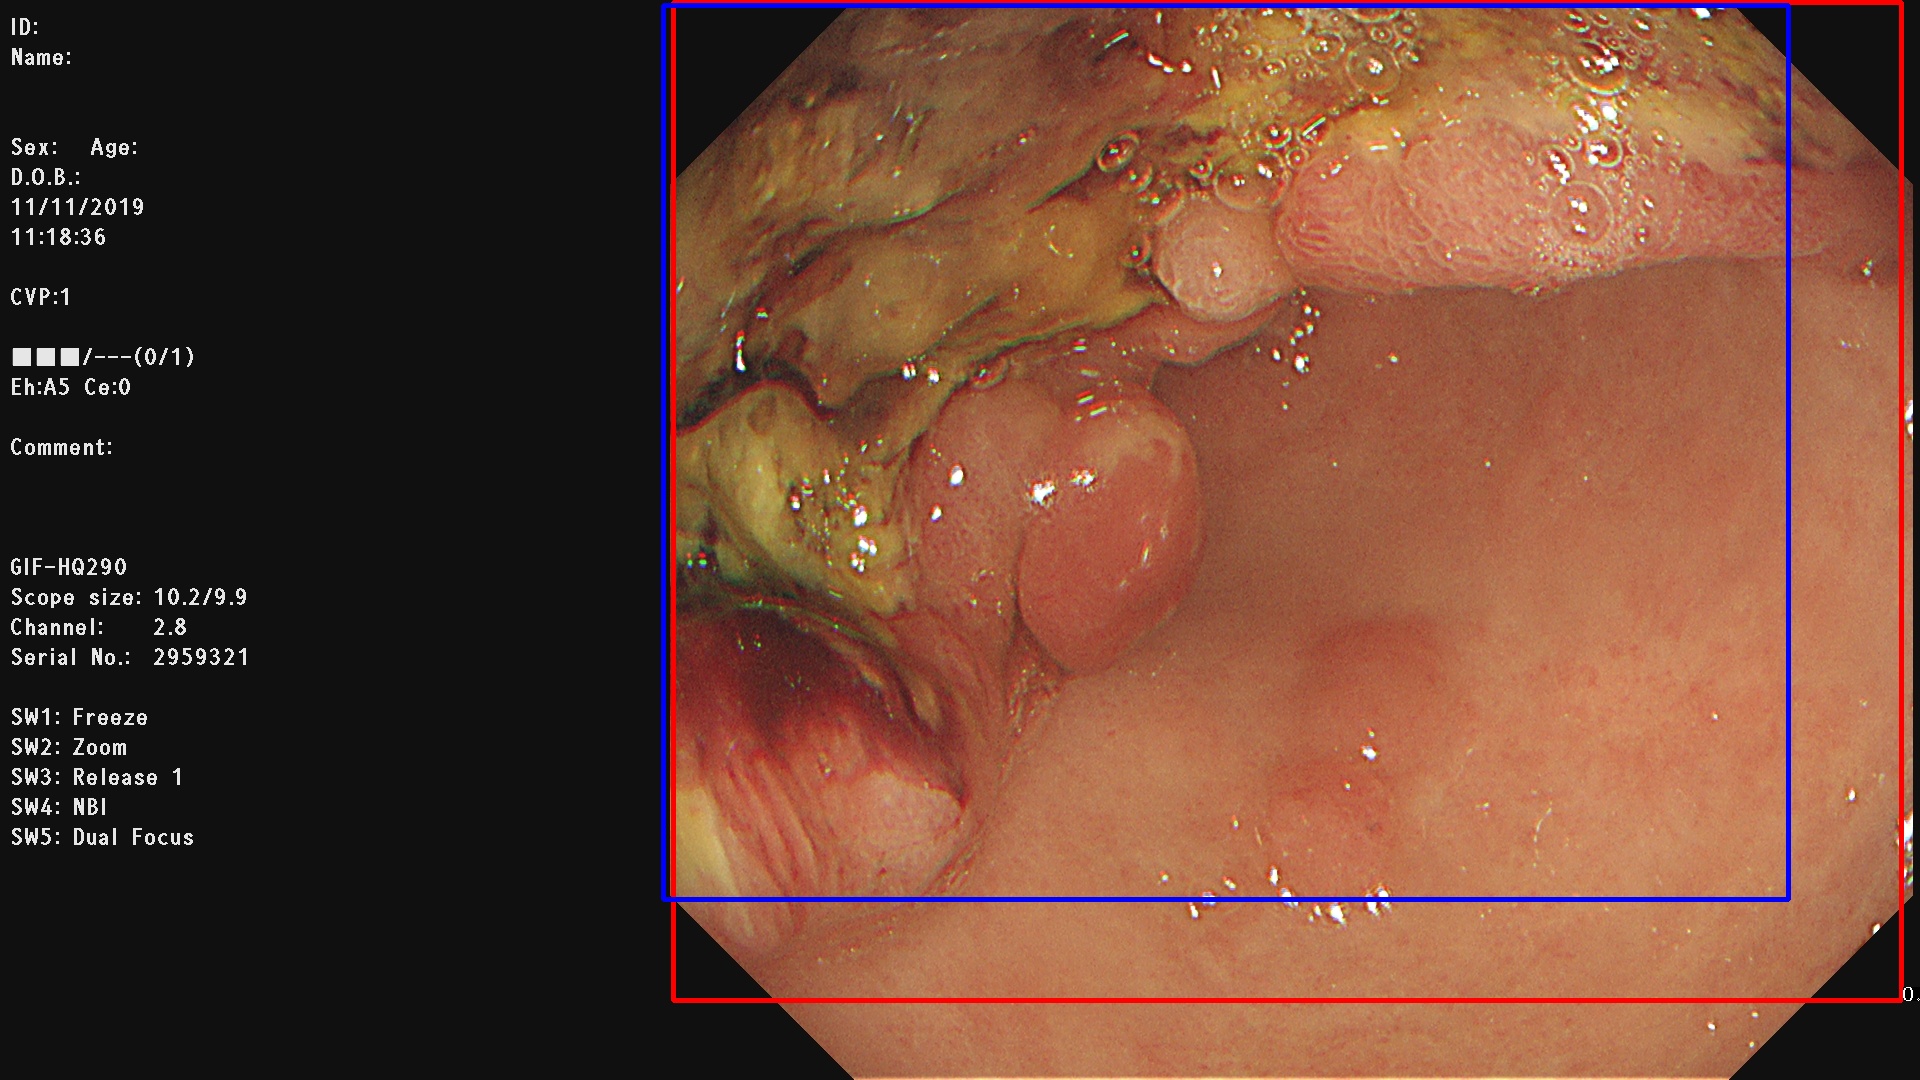 ID:
Name:
Sex: Age:
D.O.B.:
11/11/2019
11:18:36
CVP:1
■■■/---(0/1)
Eh:A5 Ce:0
Comment:
GIF-HQ290
Scope size: 10.2/9.9
Channel: 2.8
Serial No.: 2959321
SW1: Freeze
SW2: Zoom
SW3: Release 1
SW4: NBI
SW5: Dual Focus
0.